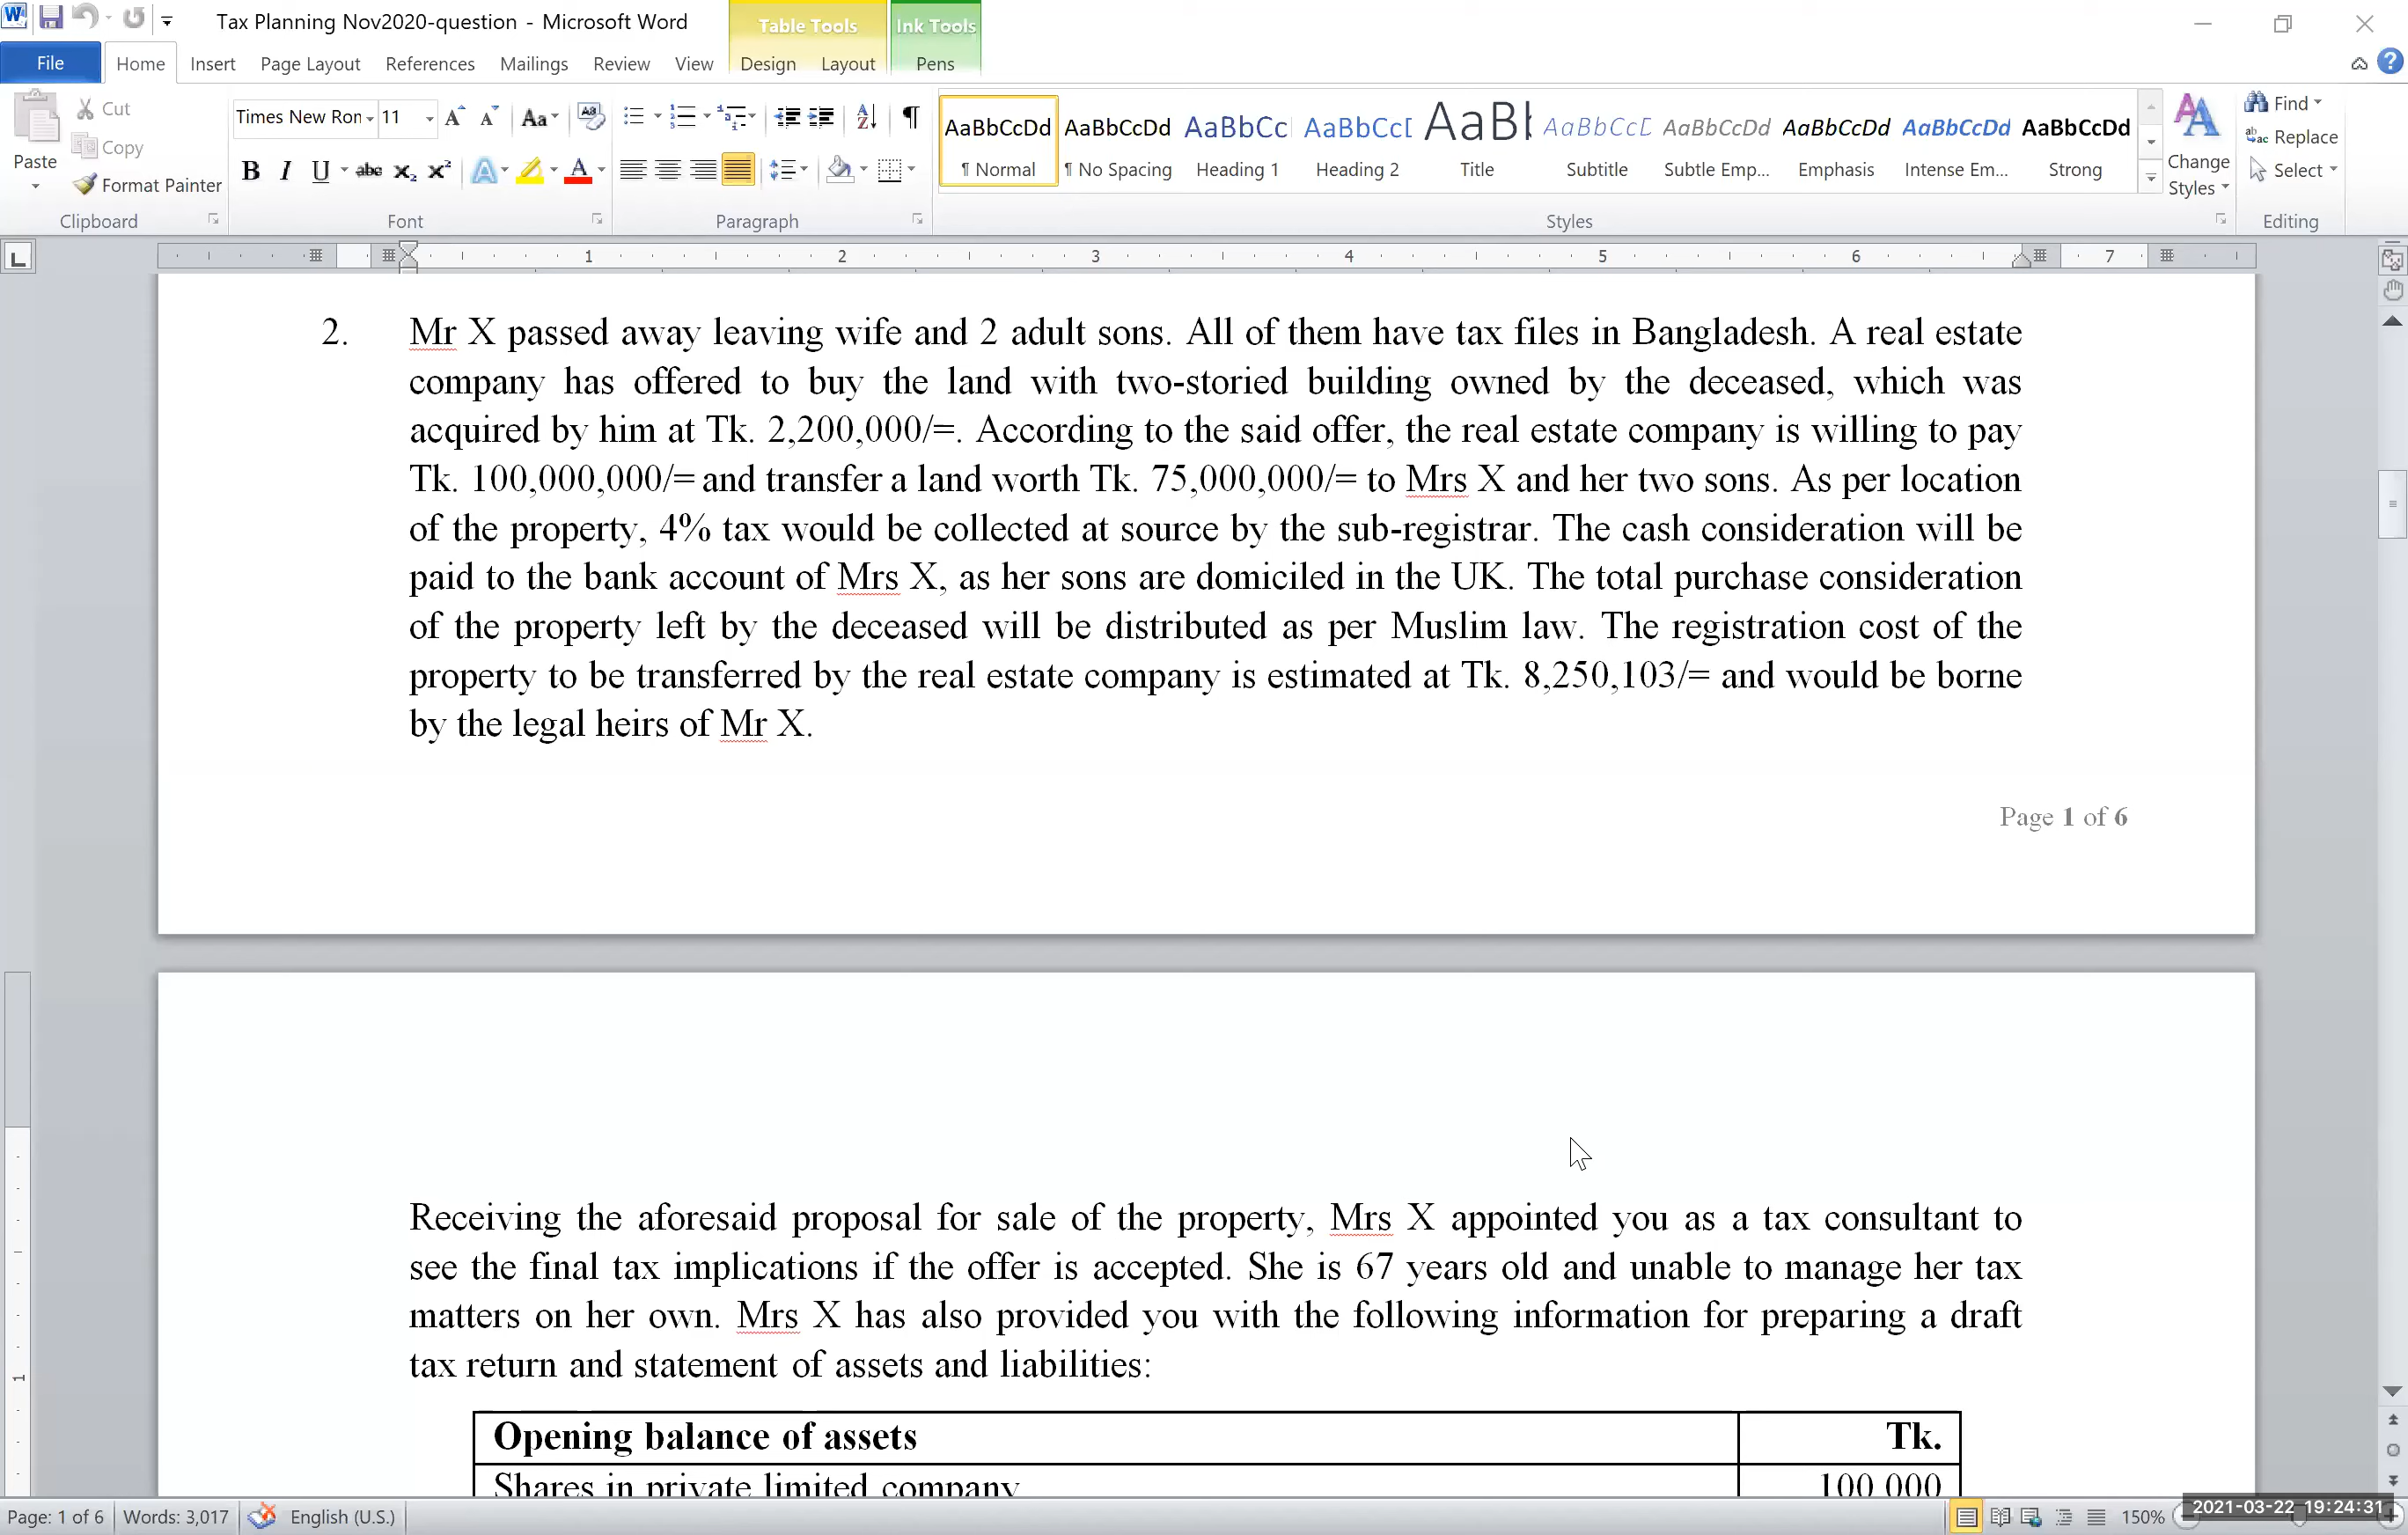 Tax Planning Nov2020-question - Microsoft Word
Table Tools
Ink Tools
File Home Insert Page Layout References Mailings Review View Design Layout Pens
Paste
Cut
Copy
Format Painter
Clipboard
Times New Ron 11
Font
Paragraph
AaBbCcDd AaBbCcDd AaBbCc AaBbCcD AaBb AaBbCcD AaBbCcDd AaBbCcDd AaBbCcDd AaBbCcDd
¶ Normal ¶ No Spacing Heading 1 Heading 2 Title Subtitle Subtle Emp... Emphasis Intense Em... Strong
Styles
Change Styles
Find
Replace
Select
Editing
1 2 3 4 5 6 7
2. Mr X passed away leaving wife and 2 adult sons. All of them have tax files in Bangladesh. A real estate
company has offered to buy the land with two-storied building owned by the deceased, which was
acquired by him at Tk. 2,200,000/=. According to the said offer, the real estate company is willing to pay
Tk. 100,000,000/= and transfer a land worth Tk. 75,000,000/= to Mrs X and her two sons. As per location
of the property, 4% tax would be collected at source by the sub-registrar. The cash consideration will be
paid to the bank account of Mrs X, as her sons are domiciled in the UK. The total purchase consideration
of the property left by the deceased will be distributed as per Muslim law. The registration cost of the
property to be transferred by the real estate company is estimated at Tk. 8,250,103/= and would be borne
by the legal heirs of Mr X.
Page 1 of 6
Receiving the aforesaid proposal for sale of the property, Mrs X appointed you as a tax consultant to
see the final tax implications if the offer is accepted. She is 67 years old and unable to manage her tax
matters on her own. Mrs X has also provided you with the following information for preparing a draft
tax return and statement of assets and liabilities:
Opening balance of assets Tk.
Shares in private limited company 100,000
Page: 1 of 6 Words: 3,017 English (U.S.) 150%
2021-03-22 19:24:31